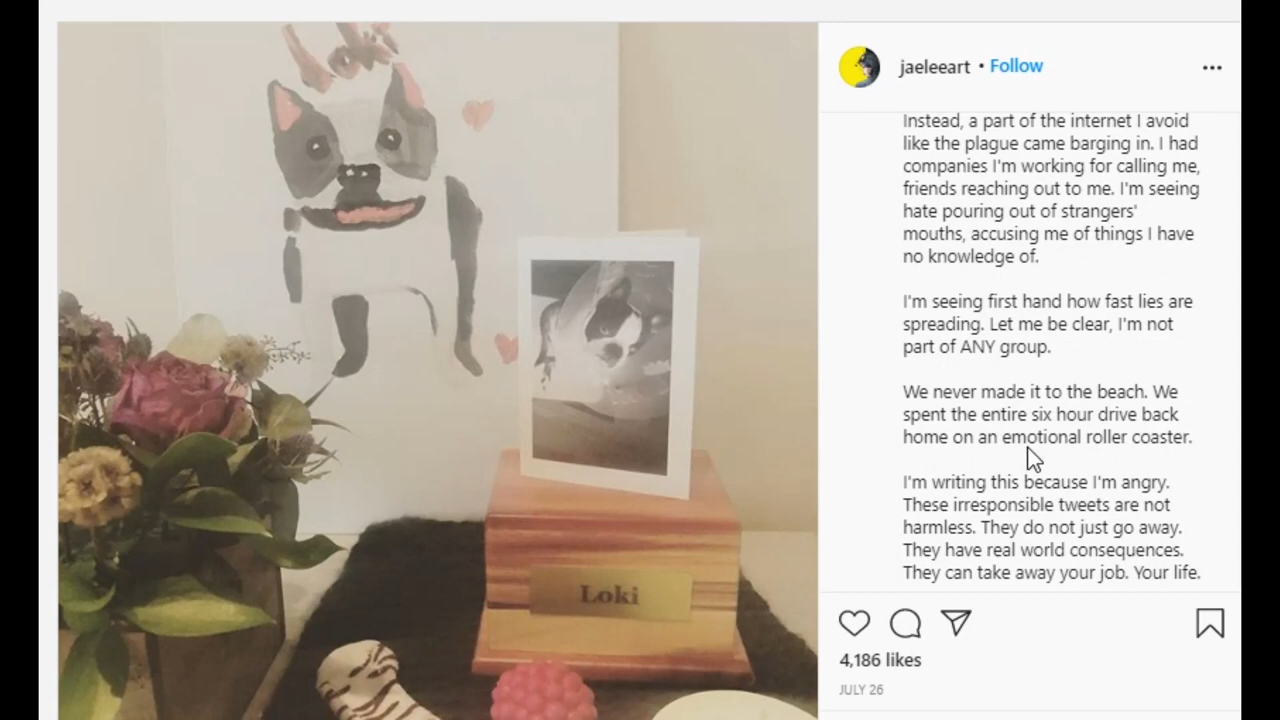 jaeleeart • Follow
Instead, a part of the internet I avoid
like the plague came barging in. I had
companies I'm working for calling me,
friends reaching out to me. I'm seeing
hate pouring out of strangers'
mouths, accusing me of things I have
no knowledge of.
I'm seeing first hand how fast lies are
spreading. Let me be clear, I'm not
part of ANY group.
We never made it to the beach. We
spent the entire six hour drive back
home on an emotional roller coaster.
I'm writing this because I'm angry.
These irresponsible tweets are not
harmless. They do not just go away.
They have real world consequences.
They can take away your job. Your life.
4,186 likes
JULY 26
Loki